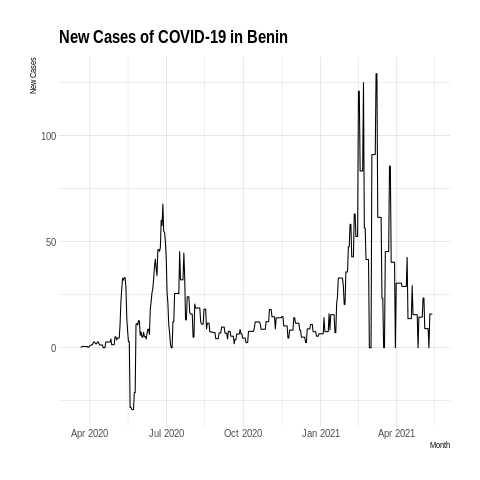 New Cases of COVID-19 in Benin
New Cases
100
50
0
Apr 2020 Jul 2020 Oct 2020 Jan 2021 Apr 2021
Month